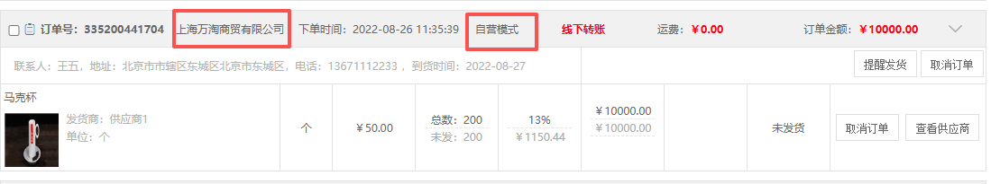 订单号：335200441704 上海万淘商贸有限公司 下单时间：2022-08-26 11:35:39 自营模式 线下转账 运费：￥0.00 订单金额：￥10000.00
联系人：王五，地址：北京市市辖区东城区北京市东城区，电话：13671112233 ，到货时间：2022-08-27 提醒发货 取消订单
马克杯
发货商：供应商1
单位：个
个
￥50.00
总数：200
未发：200
13%
￥1150.44
￥10000.00
￥10000.00
未发货
取消订单 查看供应商